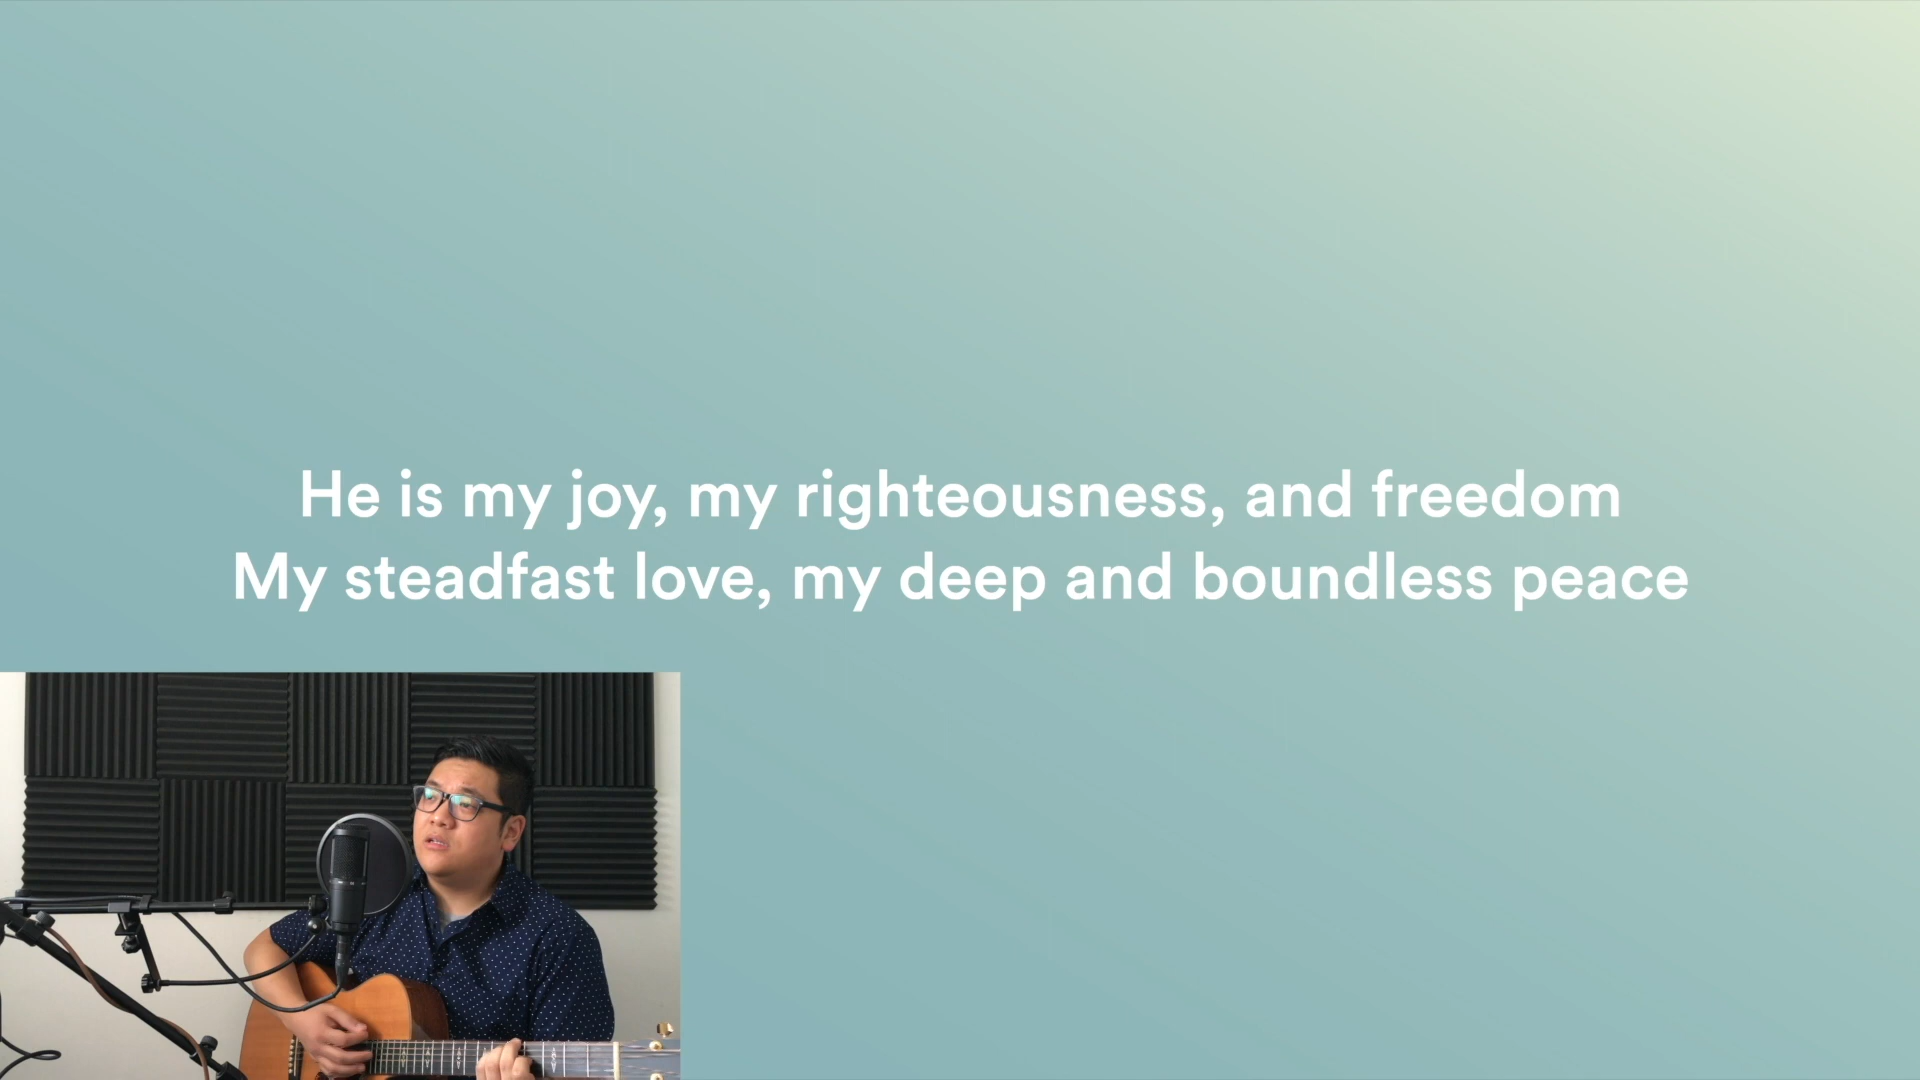 He is my joy, my righteousness, and freedom
My steadfast love, my deep and boundless peace